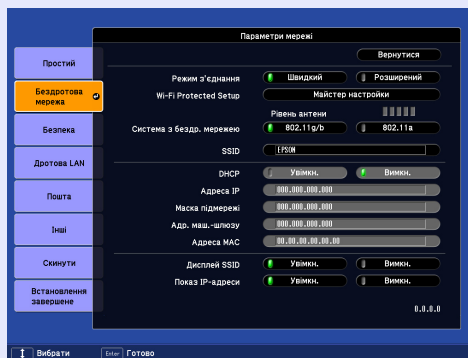 Параметри мережі
Вернутися
Простий
Бездротова
мережа
Безпека
Дротова LAN
Пошта
Інші
Скинути
Встановлення
завершене
Режим з'єднання Швидкий Розширений
Wi-Fi Protected Setup Майстер настройки
Рівень антени
Система з бездр. мережею 802.11g/b 802.11a
SSID EPSON
DHCP Увімкн. Вимкн.
Адреса IP 000.000.000.000
Маска підмережі 000.000.000.000
Адр. маш.-шлюзу 000.000.000.000
Адреса MAC 00.00.00.00.00.00
Дисплей SSID Увімкн. Вимкн.
Показ IP-адреси Увімкн. Вимкн.
0.0.0.0
Вибрати Enter Готово